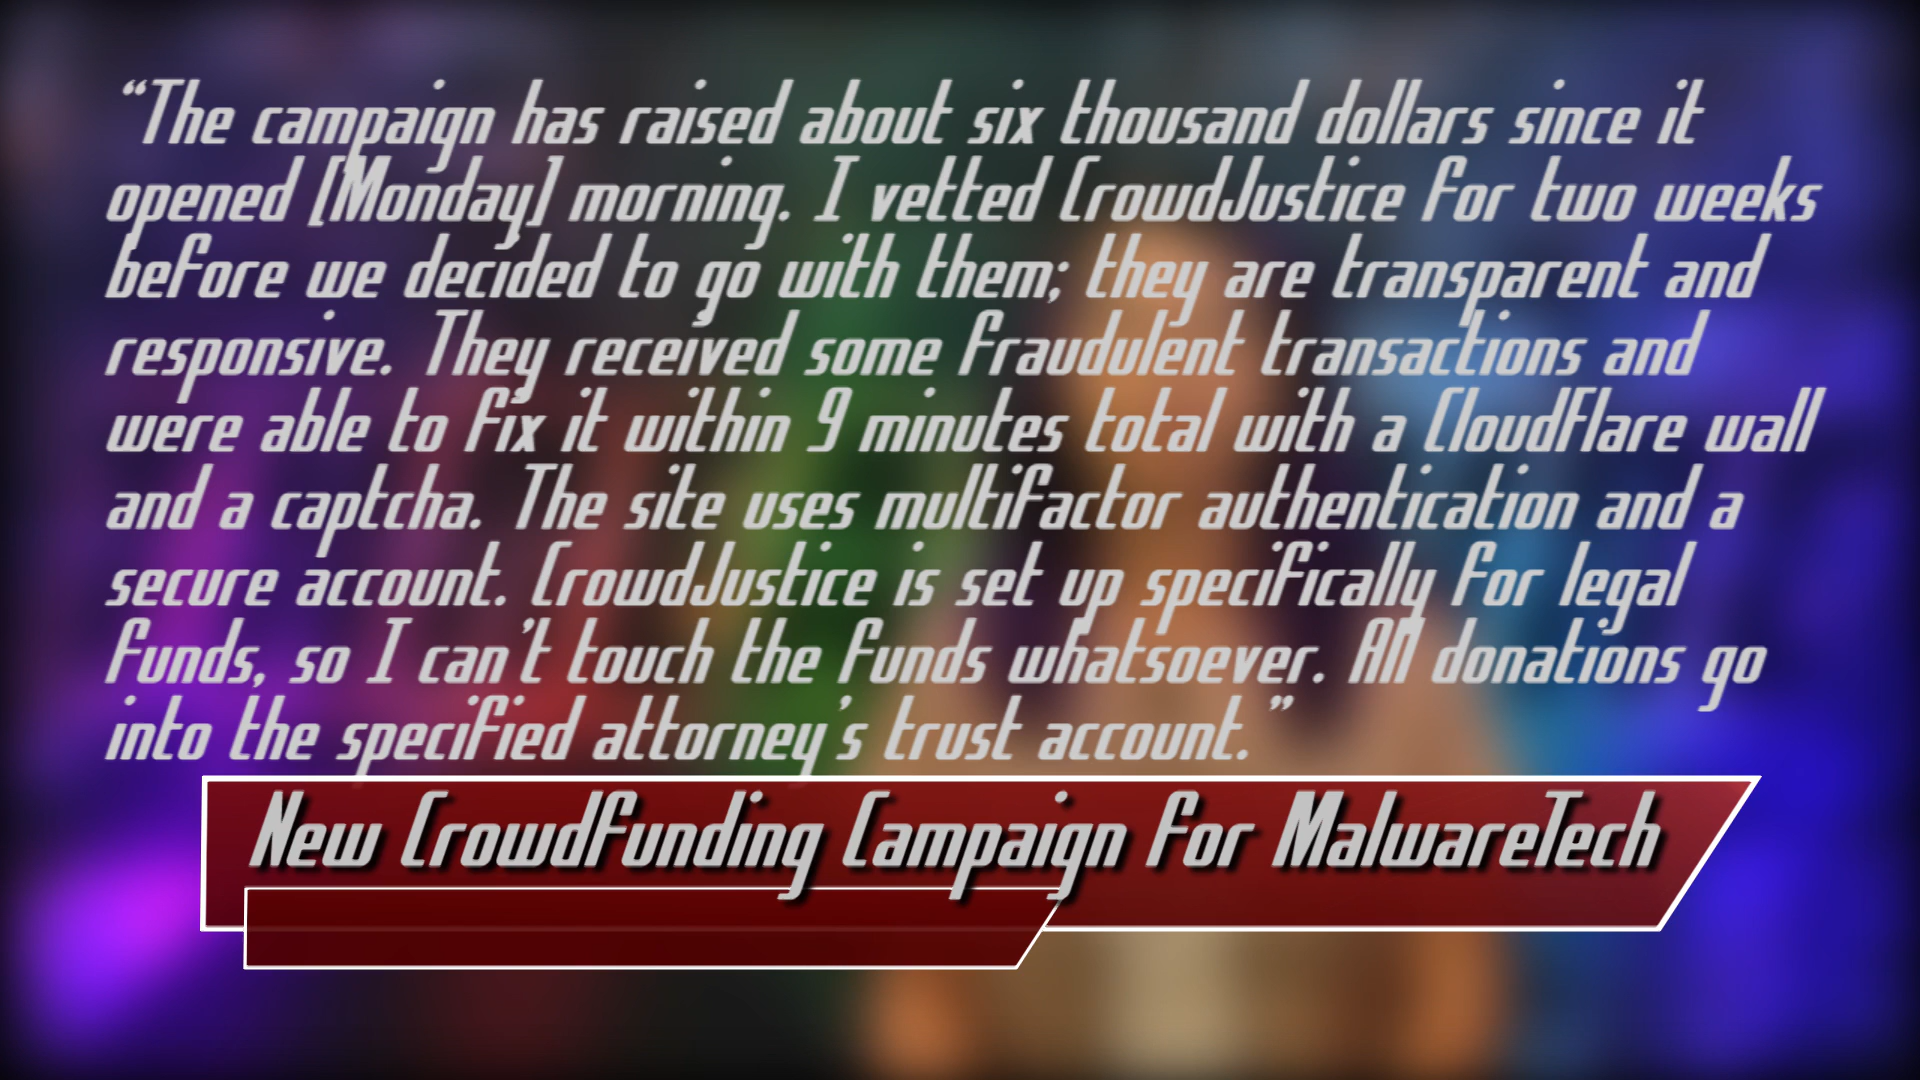 “The campaign has raised about six thousand dollars since it
opened [Monday] morning. I vetted CrowdJustice for two weeks
before we decided to go with them; they are transparent and
responsive. They received some fraudulent transactions and
were able to fix it within 9 minutes total with a Cloudflare wall
and a captcha. The site uses multifactor authentication and a
secure account. CrowdJustice is set up specifically for legal
funds, so I can’t touch the funds whatsoever. All donations go
into the specified attorney’s trust account.”
New Crowdfunding Campaign For MalwareTech